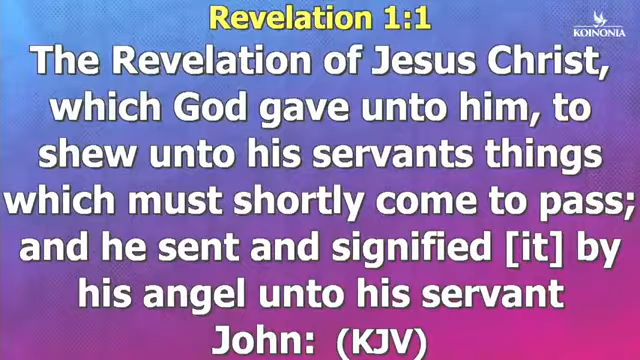 Revelation 1:1
KOINONIA
The Revelation of Jesus Christ,
which God gave unto him, to
shew unto his servants things
which must shortly come to pass;
and he sent and signified [it] by
his angel unto his servant
John: (KJV)